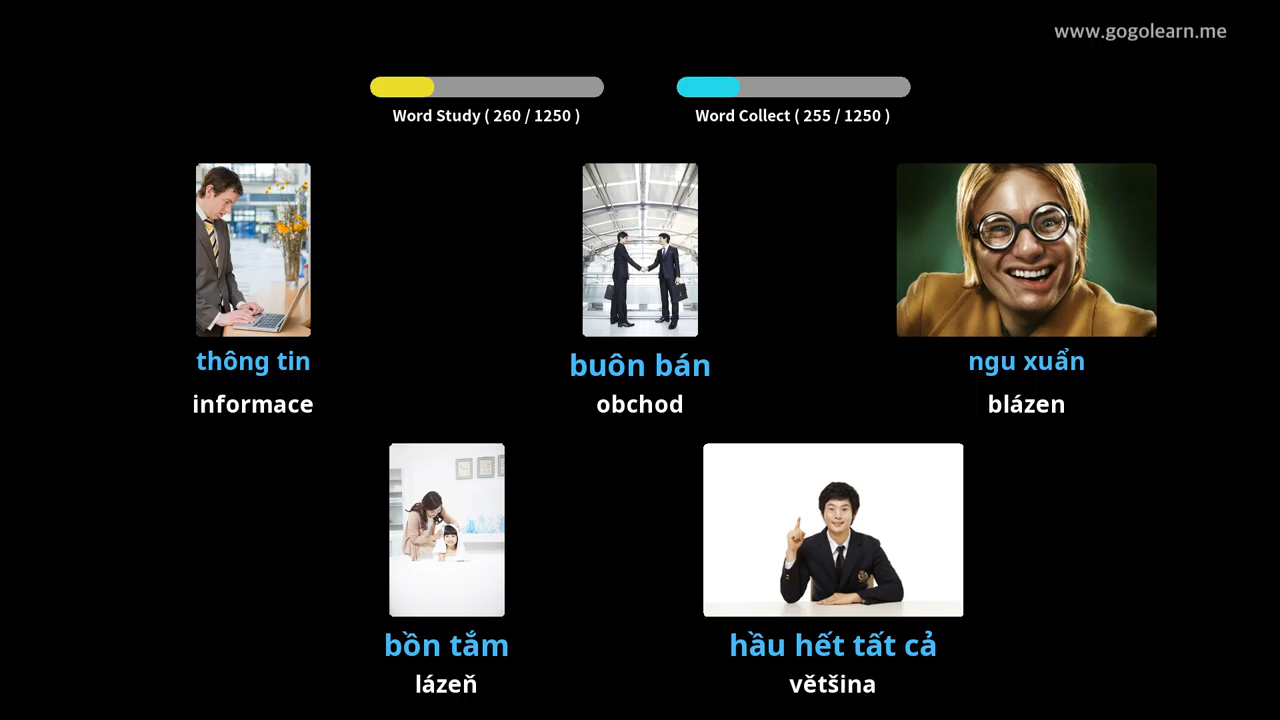 www.gogolearn.me
Word Study ( 260 / 1250 )
Word Collect ( 255 / 1250 )
thông tin
informace
buôn bán
obchod
ngu xuẩn
blázen
bồn tắm
lázeň
hầu hết tất cả
většina